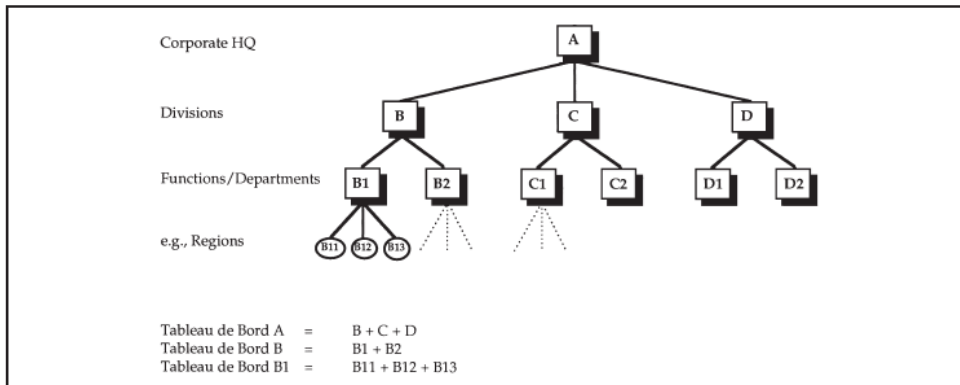 Corporate HQ A
Divisions B C D
Functions/Departments B1 B2 C1 C2 D1 D2
e.g., Regions B11 B12 B13
Tableau de Bord A = B + C + D
Tableau de Bord B = B1 + B2
Tableau de Bord B1 = B11 + B12 + B13